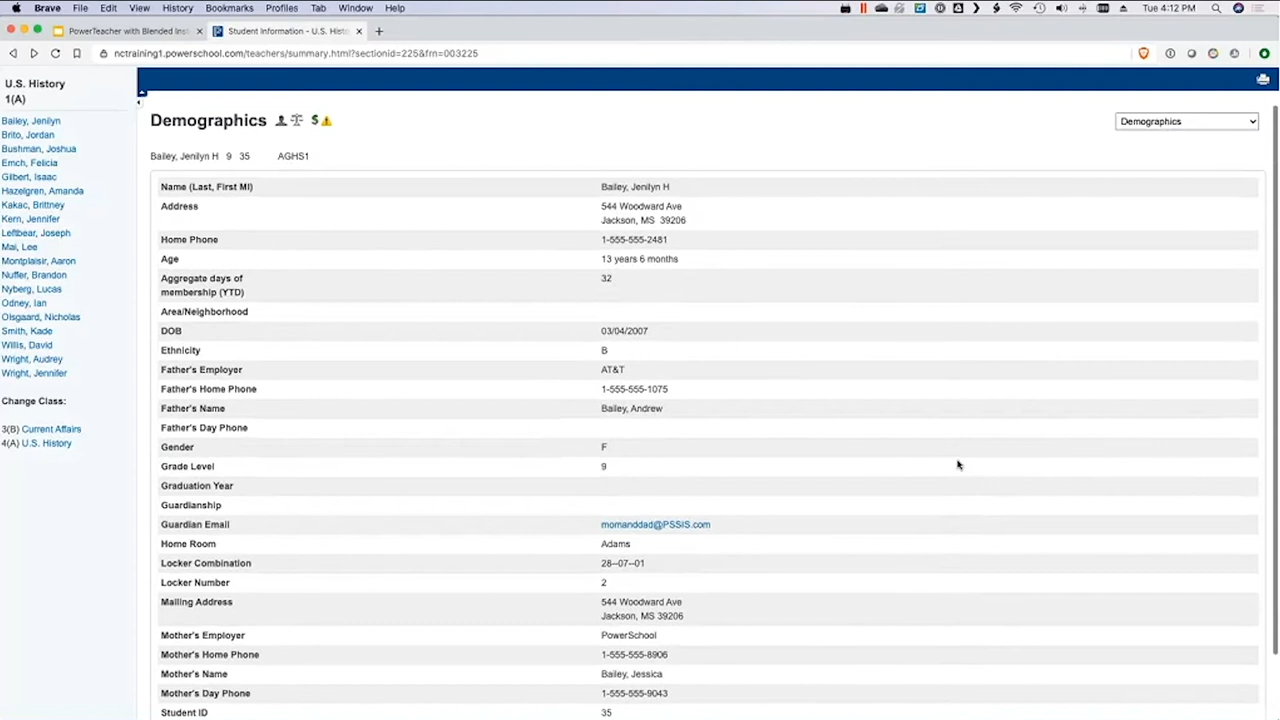 Brave File Edit View History Bookmarks Profiles Tab Window Help Tue 4:12 PM
PowerTeacher with Blended Inst × Student Information - U.S. Hist × +
nctraining1.powerschool.com/teachers/summary.html?sectionid=225&frn=003225
U.S. History
1(A)
Bailey, Jenilyn
Brito, Jordan
Bushman, Joshua
Emch, Felicia
Gilbert, Isaac
Hazelgren, Amanda
Kakac, Brittney
Kern, Jennifer
Leftbear, Joseph
Mai, Lee
Montplaisir, Aaron
Nuffer, Brandon
Nyberg, Lucas
Odney, Ian
Olsgaard, Nicholas
Smith, Kade
Willis, David
Wright, Audrey
Wright, Jennifer
Change Class:
3(B) Current Affairs
4(A) U.S. History
Demographics $
Demographics
Bailey, Jenilyn H 9 35 AGHS1
Name (Last, First MI) Bailey, Jenilyn H
Address 544 Woodward Ave
Jackson, MS 39206
Home Phone 1-555-555-2481
Age 13 years 6 months
Aggregate days of 32
membership (YTD)
Area/Neighborhood
DOB 03/04/2007
Ethnicity B
Father's Employer AT&T
Father's Home Phone 1-555-555-1075
Father's Name Bailey, Andrew
Father's Day Phone
Gender F
Grade Level 9
Graduation Year
Guardianship
Guardian Email momanddad@PSSIS.com
Home Room Adams
Locker Combination 28--07--01
Locker Number 2
Mailing Address 544 Woodward Ave
Jackson, MS 39206
Mother's Employer PowerSchool
Mother's Home Phone 1-555-555-8906
Mother's Name Bailey, Jessica
Mother's Day Phone 1-555-555-9043
Student ID 35